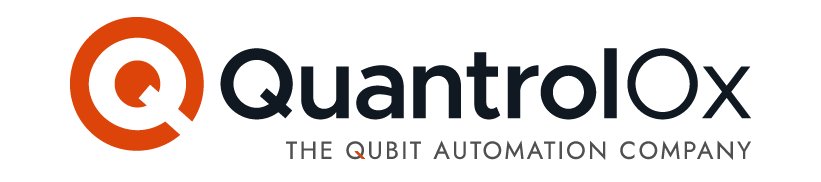 QuantrolOx
THE QUBIT AUTOMATION COMPANY